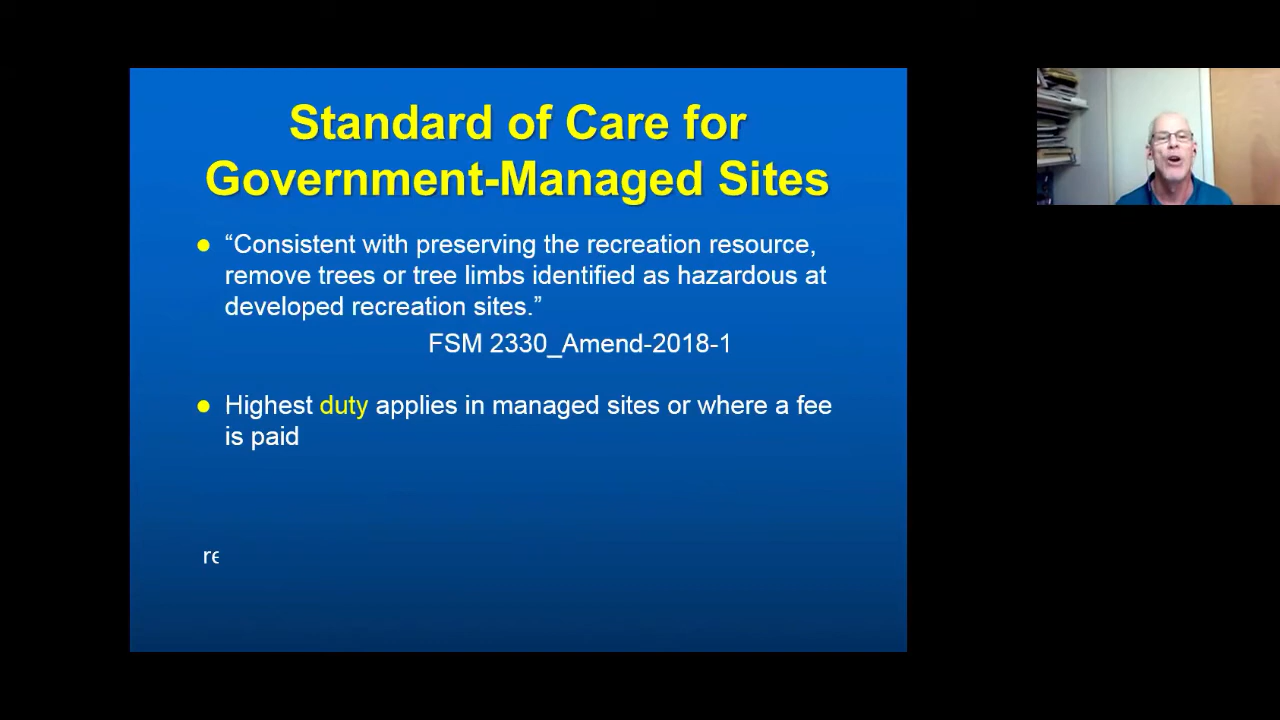 Standard of Care for
Government-Managed Sites
“Consistent with preserving the recreation resource,
remove trees or tree limbs identified as hazardous at
developed recreation sites.”
FSM 2330_Amend-2018-1
Highest duty applies in managed sites or where a fee
is paid